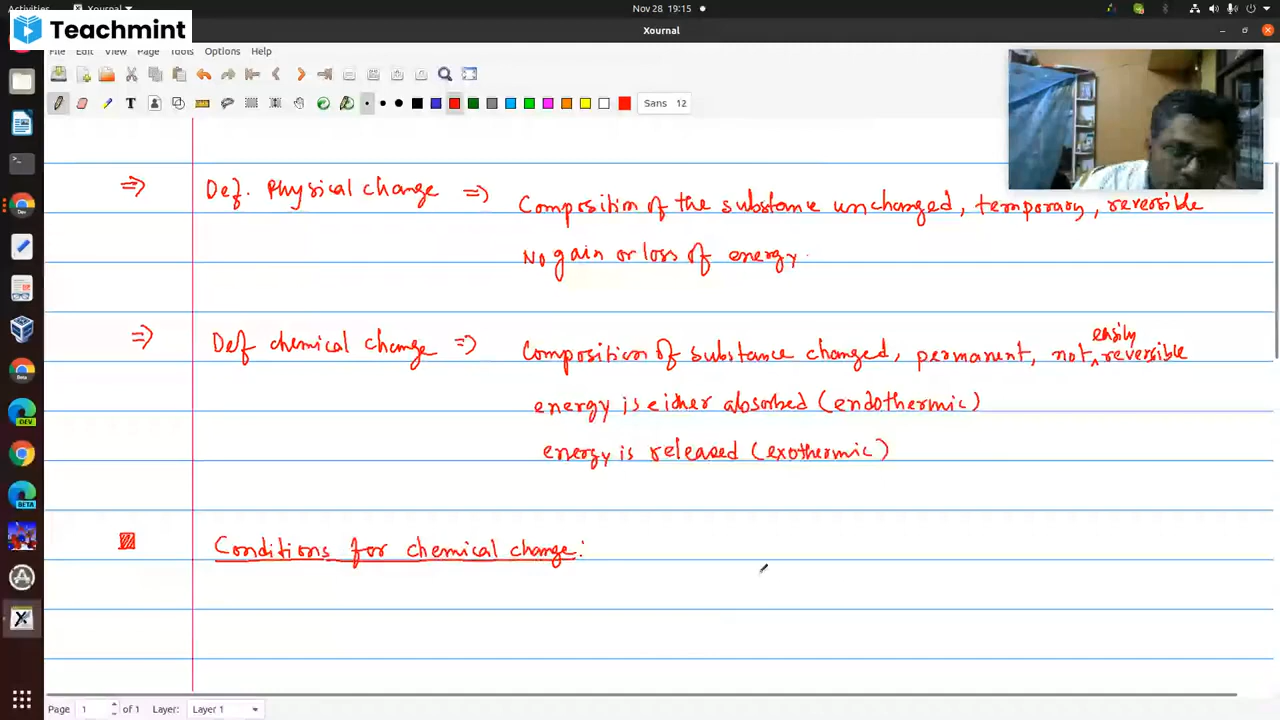 Activities
Xournal
Nov 28 19:15
Teachmint
Xournal
File Edit View Page Tools Options Help
Sans 12
⇒ Def. Physical change ⇒ Composition of the substance unchanged, temporary, reversible
No gain or loss of energy.
⇒ Def chemical change ⇒ Composition of substance changed, permanent, not easily reversible
energy is either absorbed (endothermic)
energy is released (exothermic)
Conditions for chemical change:
Page 1 of 1 Layer: Layer 1